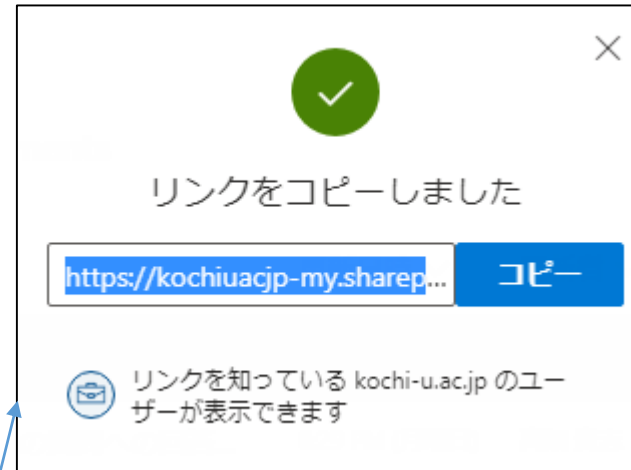 リンクをコピーしました
https://kochiuacjp-my.sharep...
コピー
リンクを知っている kochi-u.ac.jp のユー
ザーが表示できます